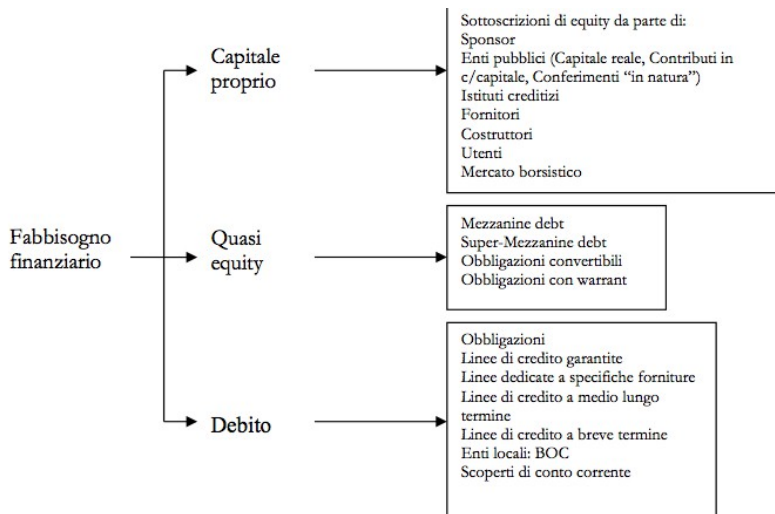 Sottoscrizioni di equity da parte di:
Sponsor
Enti pubblici (Capitale reale, Contributi in
c/capitale, Conferimenti “in natura”)
Istituti creditizi
Fornitori
Costruttori
Utenti
Mercato borsistico
Capitale
proprio
Fabbisogno
finanziario
Quasi
equity
Mezzanine debt
Super-Mezzanine debt
Obbligazioni convertibili
Obbligazioni con warrant
Debito
Obbligazioni
Linee di credito garantite
Linee dedicate a specifiche forniture
Linee di credito a medio lungo
termine
Linee di credito a breve termine
Enti locali: BOC
Scoperti di conto corrente